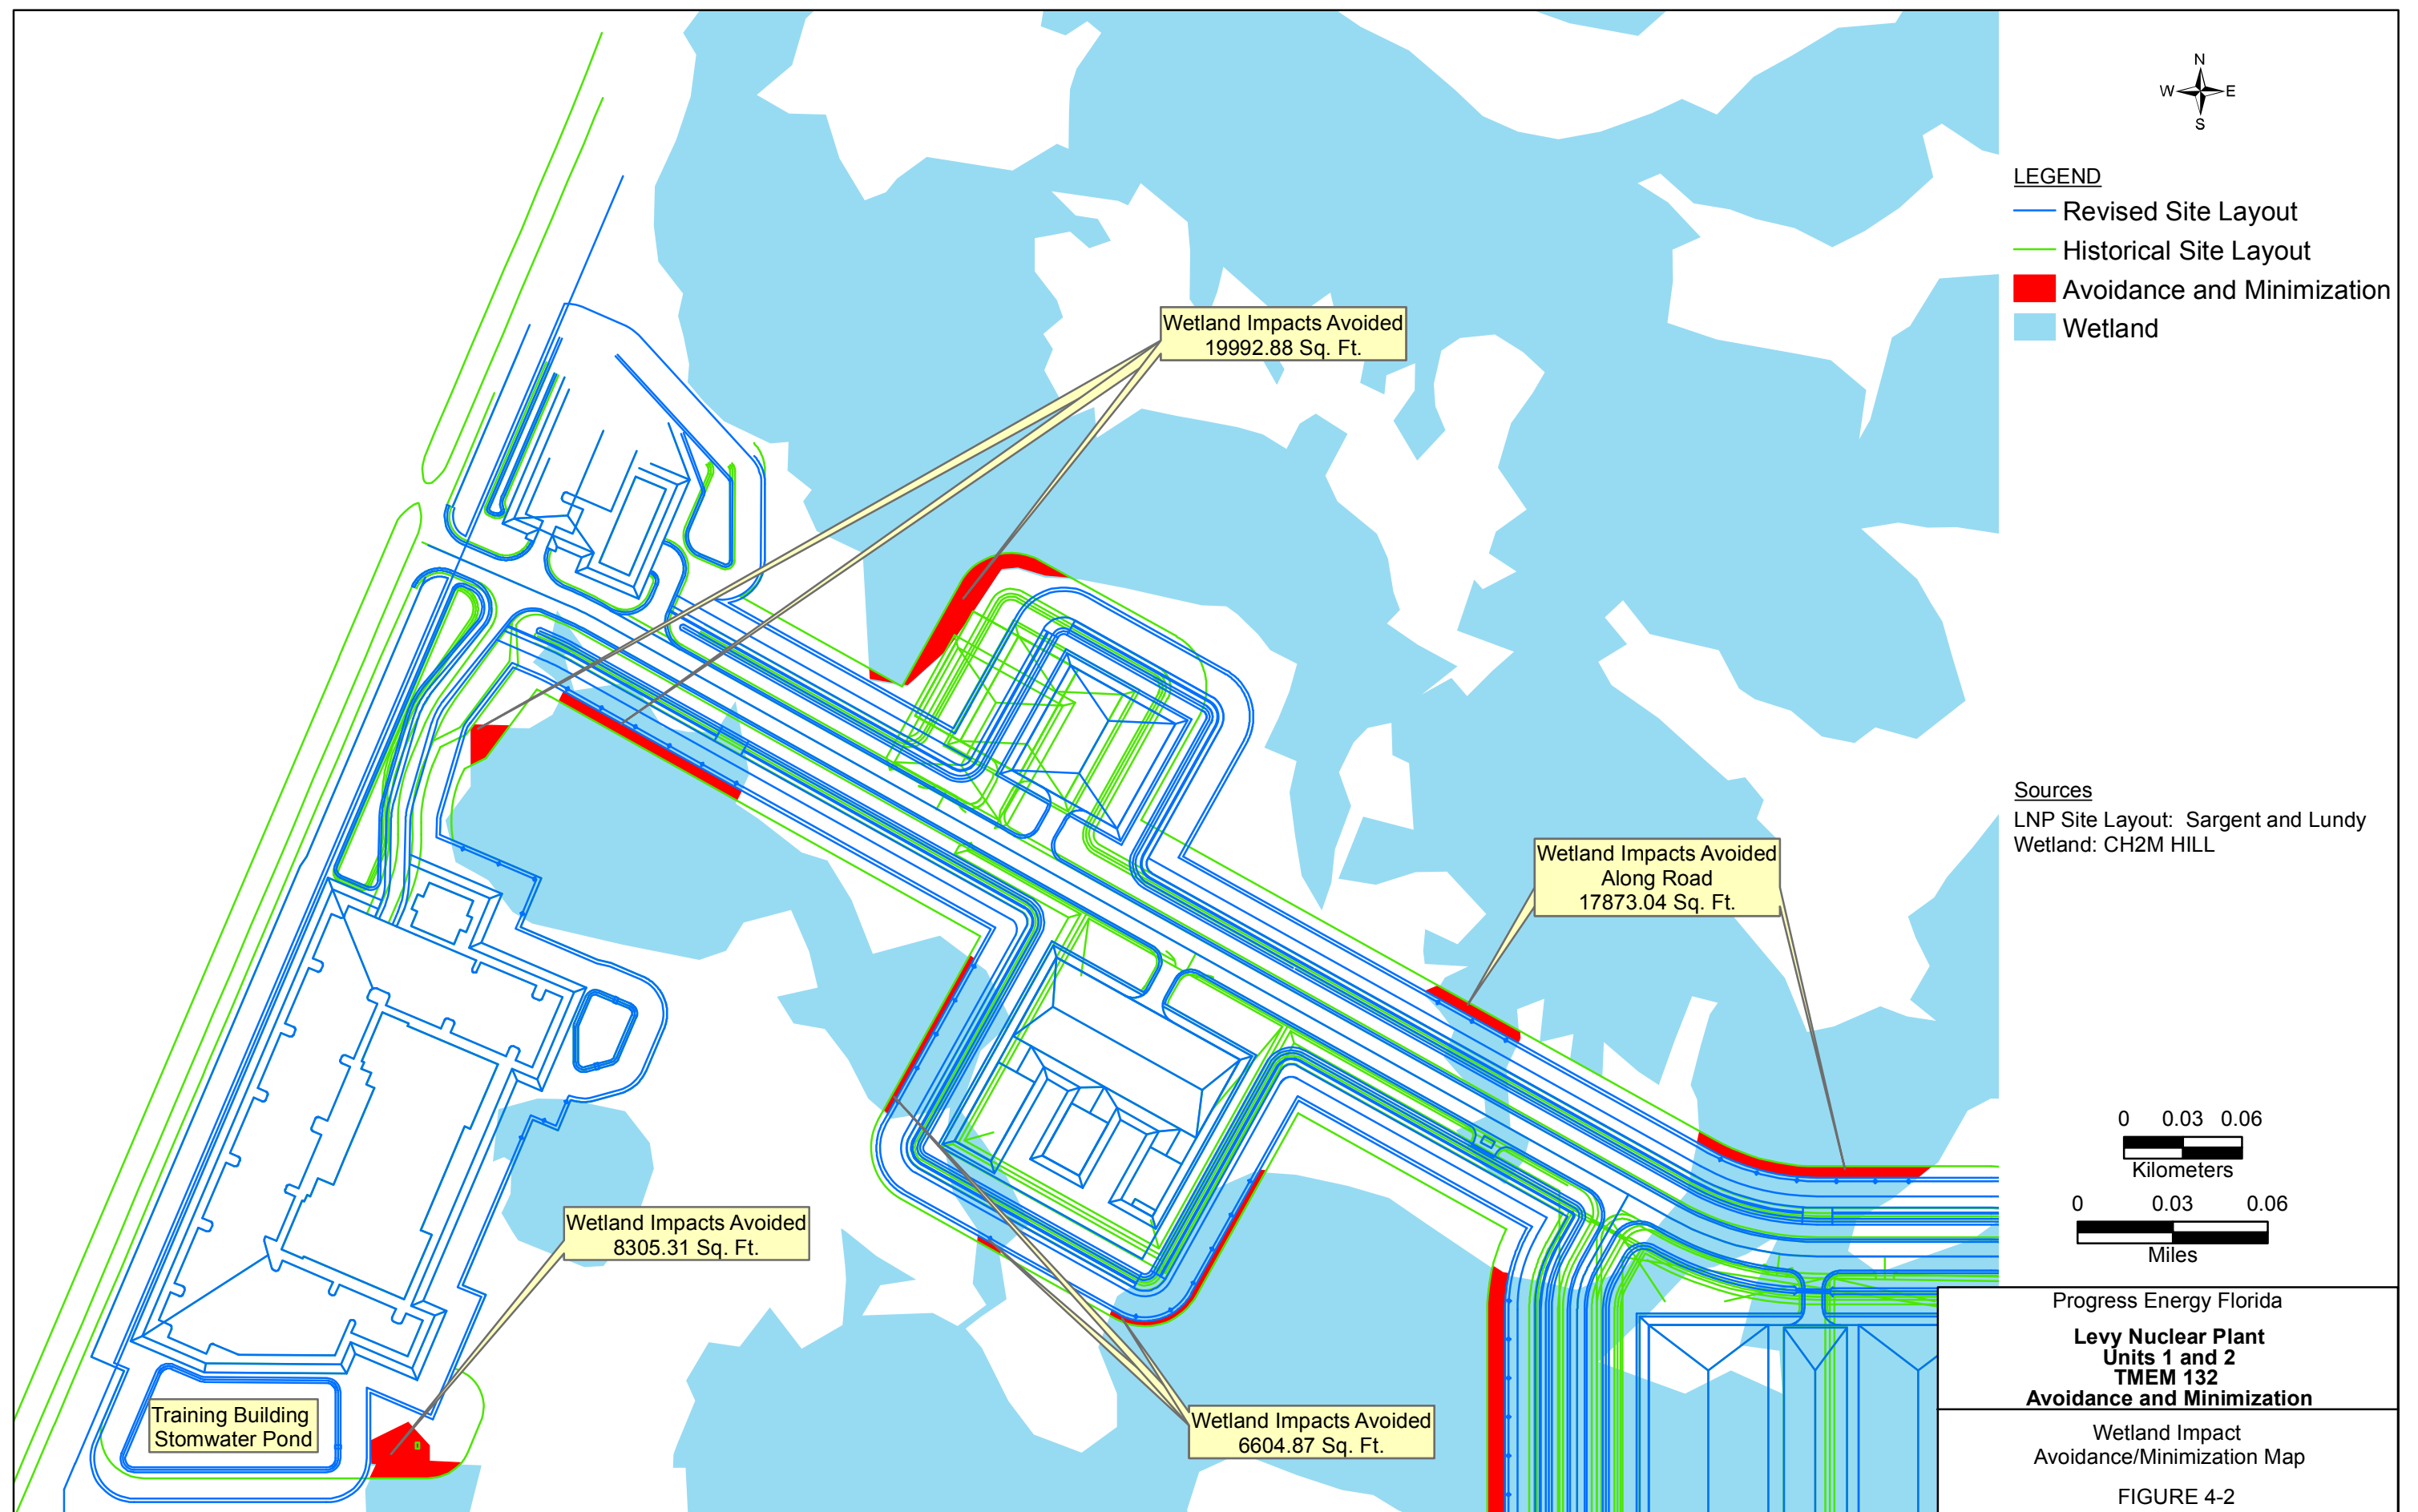 N
W E
S
LEGEND
Revised Site Layout
Historical Site Layout
Avoidance and Minimization
Wetland
Wetland Impacts Avoided
19992.88 Sq. Ft.
Sources
LNP Site Layout: Sargent and Lundy
Wetland: CH2M HILL
Wetland Impacts Avoided
Along Road
17873.04 Sq. Ft.
0 0.03 0.06
Kilometers
0 0.03 0.06
Miles
Wetland Impacts Avoided
8305.31 Sq. Ft.
Training Building
Stomwater Pond
Wetland Impacts Avoided
6604.87 Sq. Ft.
Progress Energy Florida
Levy Nuclear Plant
Units 1 and 2
TMEM 132
Avoidance and Minimization
Wetland Impact
Avoidance/Minimization Map
FIGURE 4-2